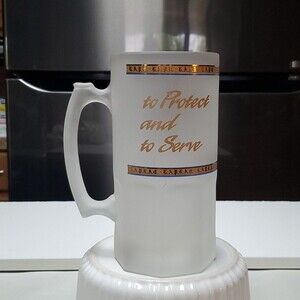 to Protect
and
to Serve